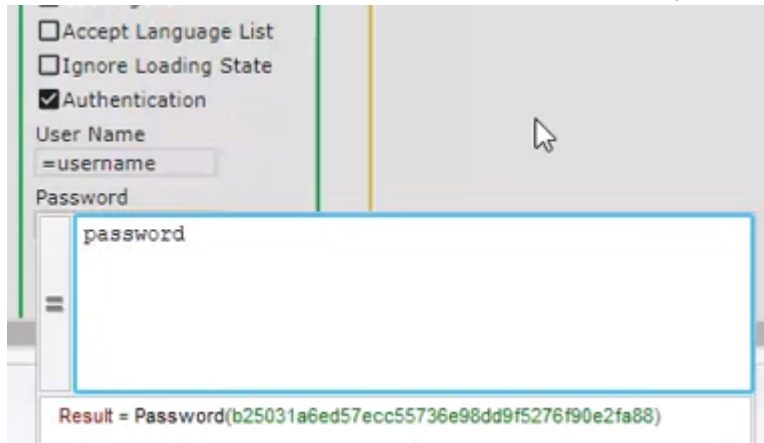 Accept Language List
Ignore Loading State
Authentication
User Name
=username
Password
password
=
Result = Password(b25031a6ed57ecc55736e98dd9f5276f90e2fa88)